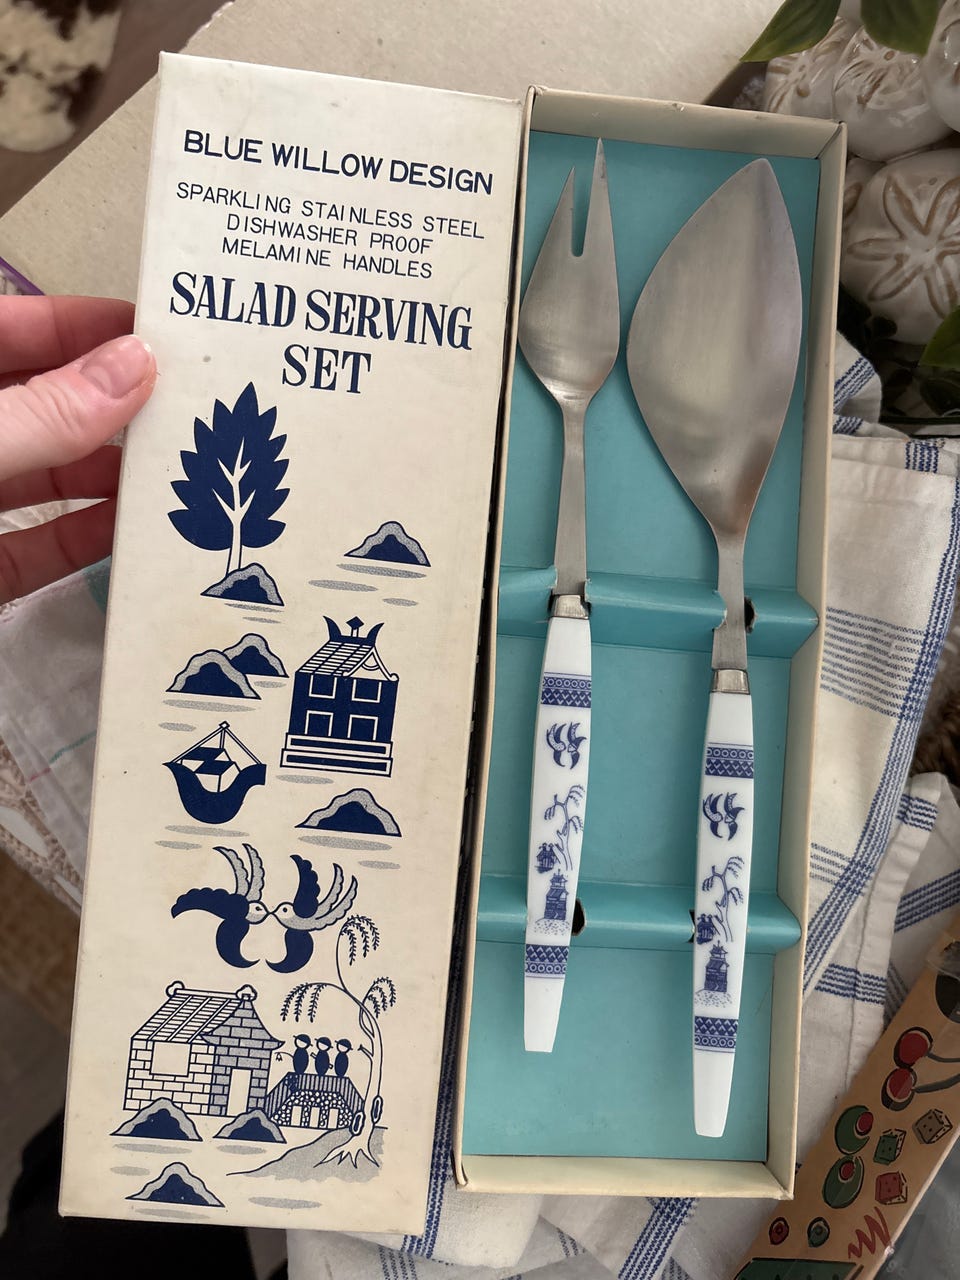 BLUE WILLOW DESIGN
SPARKLING STAINLESS STEEL
DISHWASHER PROOF
MELAMINE HANDLES
SALAD SERVING
SET